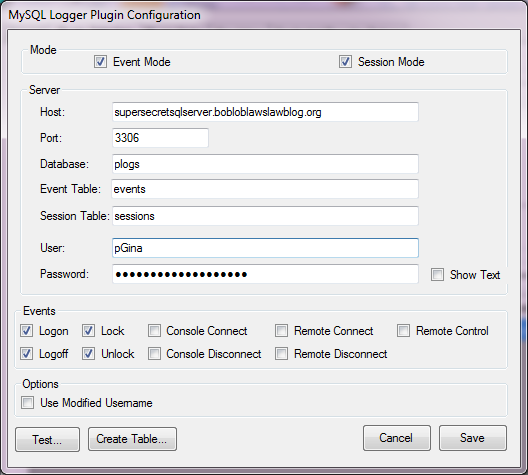 MySQL Logger Plugin Configuration
Mode
Event Mode Session Mode
Server
Host: supersecretsqlserver.bobloblawslawblog.org
Port: 3306
Database: plogs
Event Table: events
Session Table: sessions
User: pGina
Password: ●●●●●●●●●●●●●●●●●●● Show Text
Events
Logon Lock Console Connect Remote Connect Remote Control
Logoff Unlock Console Disconnect Remote Disconnect
Options
Use Modified Username
Test... Create Table... Cancel Save